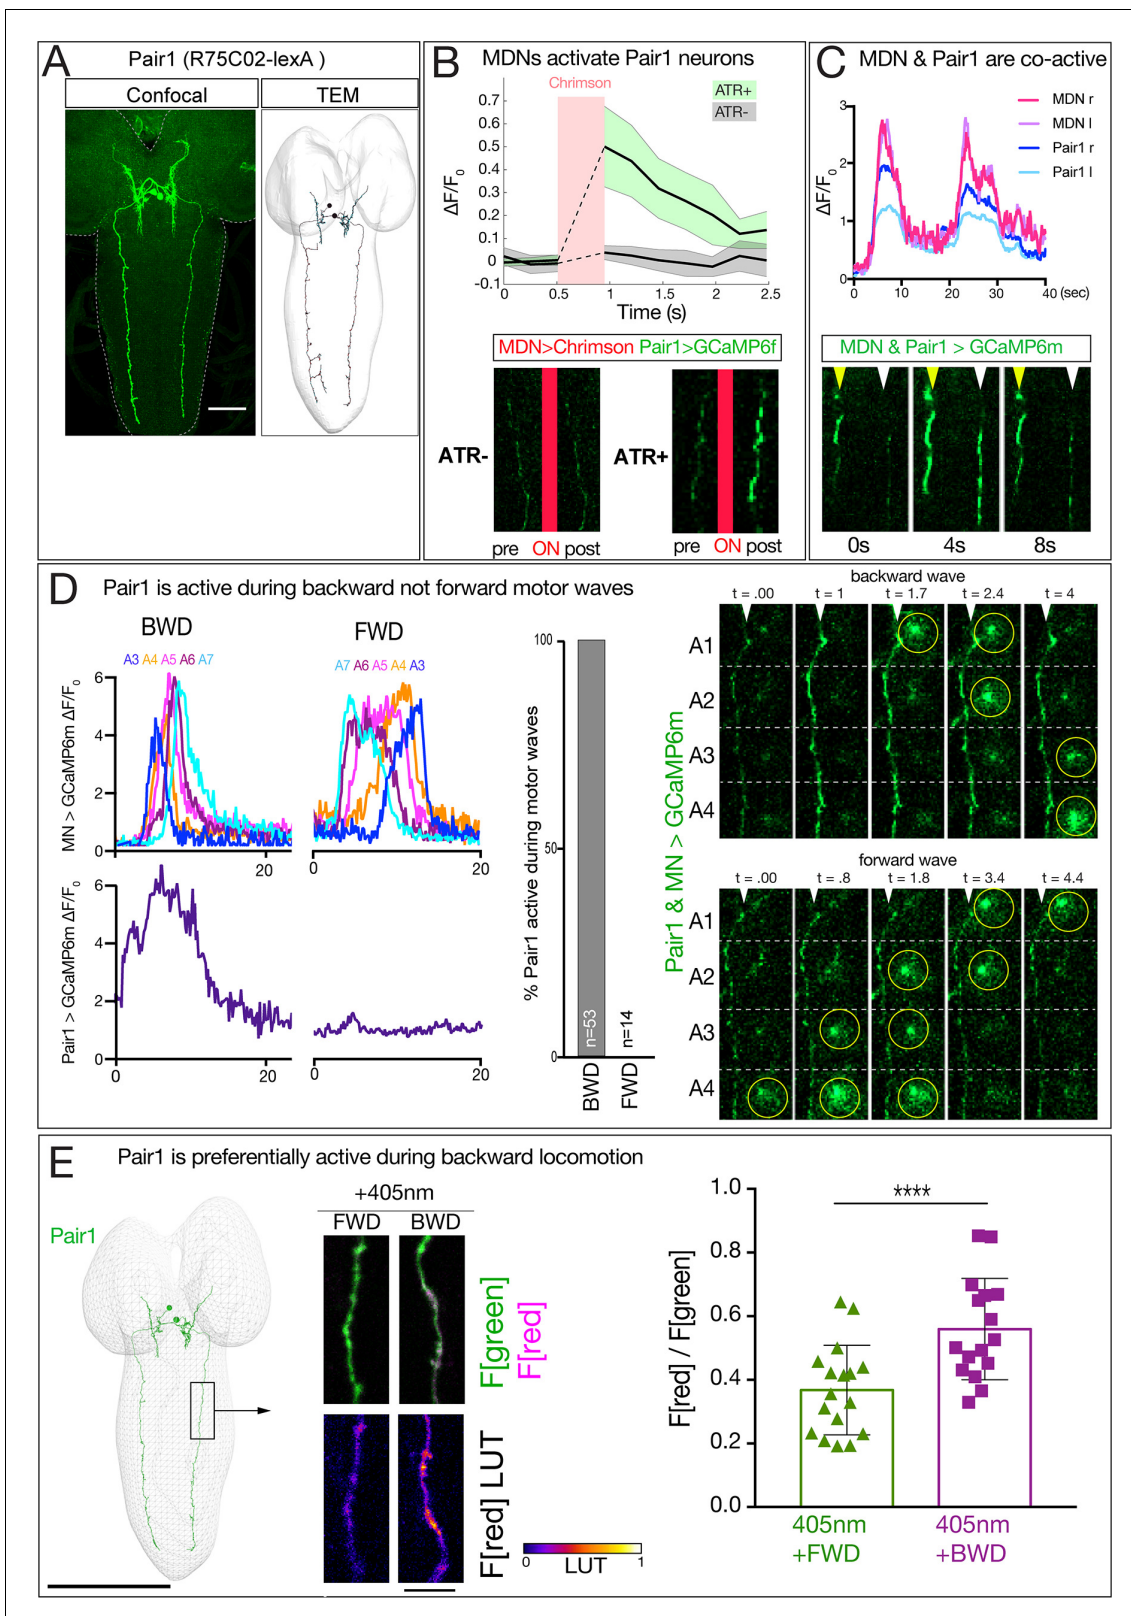 A
Pair1 (R75C02-lexA )
Confocal
TEM
B
MDNs activate Pair1 neurons
Chrimson
ATR+
ATR-
ΔF/F0
0.7
0.6
0.5
0.4
0.3
0.2
0.1
0
-0.1
0 0.5 1 1.5 2 2.5
Time (s)
MDN>Chrimson Pair1>GCaMP6f
ATR-
ATR+
pre ON post
pre ON post
C
MDN & Pair1 are co-active
MDN r
MDN l
Pair1 r
Pair1 l
ΔF/F0
3
2
1
0
0 10 20 30 40 (sec)
MDN & Pair1 > GCaMP6m
0s 4s 8s
D
Pair1 is active during backward not forward motor waves
BWD
A3 A4 A5 A6 A7
FWD
A7 A6 A5 A4 A3
MN > GCaMP6m ΔF/F0
6
4
2
0
20
0 20
Pair1 > GCaMP6m ΔF/F0
6
4
2
0
0 20
0 20
% Pair1 active during motor waves
100
50
0
n=53
n=14
BWD
FWD
Pair1 & MN > GCaMP6m
backward wave
t = .00 t = 1 t = 1.7 t = 2.4 t = 4
A1
A2
A3
A4
forward wave
t = .00 t = .8 t = 1.8 t = 3.4 t = 4.4
A1
A2
A3
A4
E
Pair1 is preferentially active during backward locomotion
Pair1
+405nm
FWD BWD
F[green]
F[red]
F[red] LUT
0 LUT 1
F[red] / F[green]
1.0
0.8
0.6
0.4
0.2
0.0
****
405nm
+FWD
405nm
+BWD